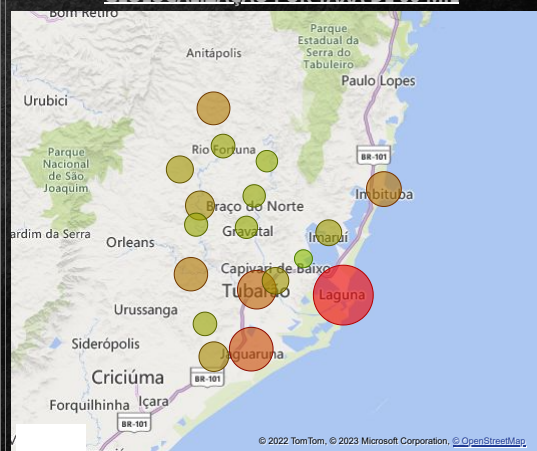 Bom Retiro
Parque
Estadual da
Serra do
Tabuleiro
Anitápolis
Paulo Lopes
Urubici
Rio Fortuna
BR-101
Parque
Nacional
de São
Joaquim
Imbituba
Braço do Norte
Gravatal
Imaruí
Jardim da Serra
Orleans
Capivari de Baixo
Tubarão
Laguna
Urussanga
Siderópolis
Jaguaruna
Criciúma
BR-101
Içara
Forquilhinha
BR-101
© 2022 TomTom, © 2023 Microsoft Corporation, © OpenStreetMap